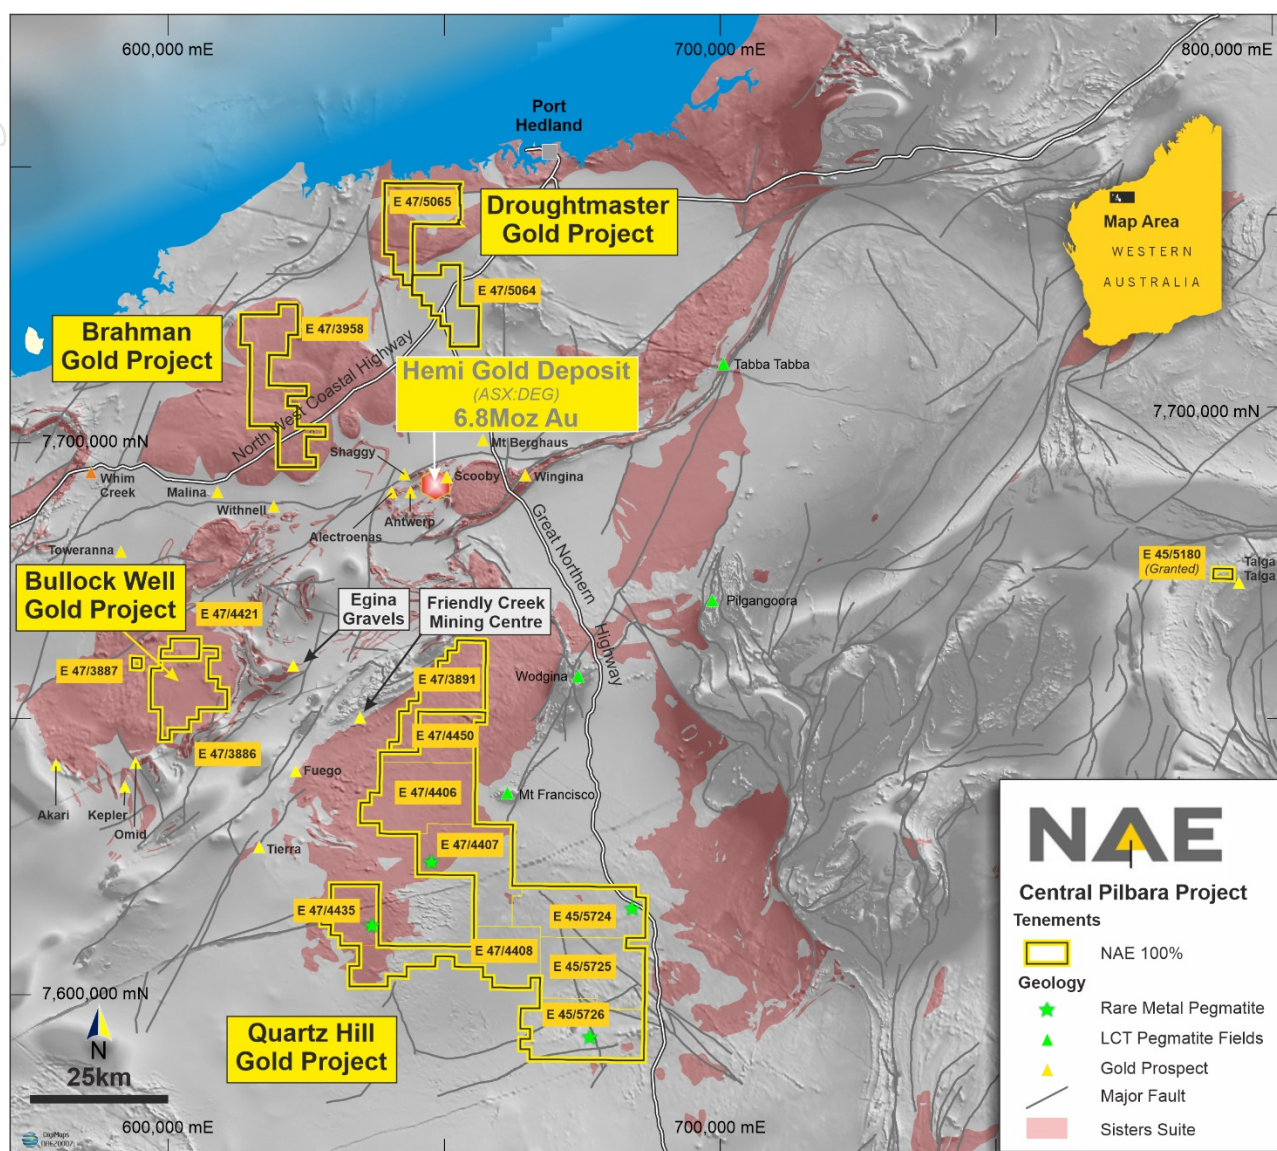 600,000 mE
700,000 mE
800,000 mE
Port
Hedland
E 47/5065
Droughtmaster
Gold Project
Map Area
WESTERN
AUSTRALIA
E 47/5064
Brahman
Gold Project
E 47/3958
North West Coastal Highway
Hemi Gold Deposit
(ASX:DEG)
6.8Moz Au
Tabba Tabba
7,700,000 mN
7,700,000 mN
Mt Berghaus
Shaggy
Scooby
Wingina
Whim
Creek
Malina
Withnell
Antwerp
Alectroenas
Great Northern Highway
Toweranna
E 45/5180
(Granted)
Talga
Talga
Bullock Well
Gold Project
E 47/4421
Egina
Gravels
Friendly Creek
Mining Centre
Pilgangoora
E 47/3887
E 47/3891
Wodgina
E 47/4450
E 47/3886
Fuego
E 47/4406
Mt Francisco
Akari
Kepler
Omid
Tierra
E 47/4407
E 47/4435
E 45/5724
E 47/4408
E 45/5725
E 45/5726
7,600,000 mN
N
25km
Quartz Hill
Gold Project
NAE
Central Pilbara Project
Tenements
NAE 100%
Geology
Rare Metal Pegmatite
LCT Pegmatite Fields
Gold Prospect
Major Fault
Sisters Suite
DigiMaps
600,000 mE
700,000 mE